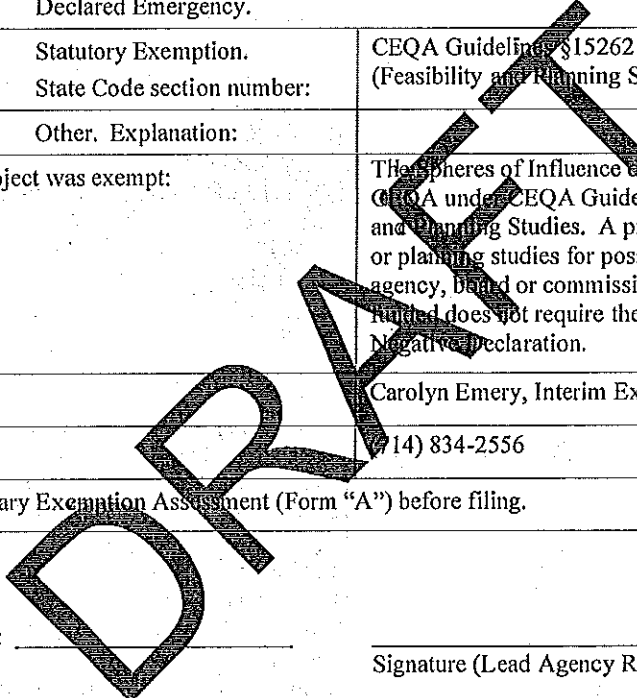 Declared Emergency.
Statutory Exemption.
State Code section number:
CEQA Guidelines §15262
(Feasibility and Planning S
Other. Explanation:
ject was exempt:
The Spheres of Influence
CEQA under CEQA Guide
and Planning Studies. A p
or planning studies for pos
agency, board or commissi
funded does not require the
Negative Declaration.
Carolyn Emery, Interim Ex
(714) 834-2556
ary Exemption Assessment (Form “A”) before filing.
:
Signature (Lead Agency R
DRAFT